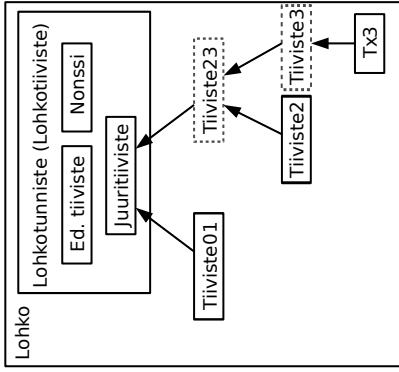 Lohko
Lohkotunniste (Lohkotiiviste)
Ed. tiiviste
Nonssi
Juuritiiviste
Tiiviste01
Tiiviste23
Tiiviste2
Tiiviste3
Tx3